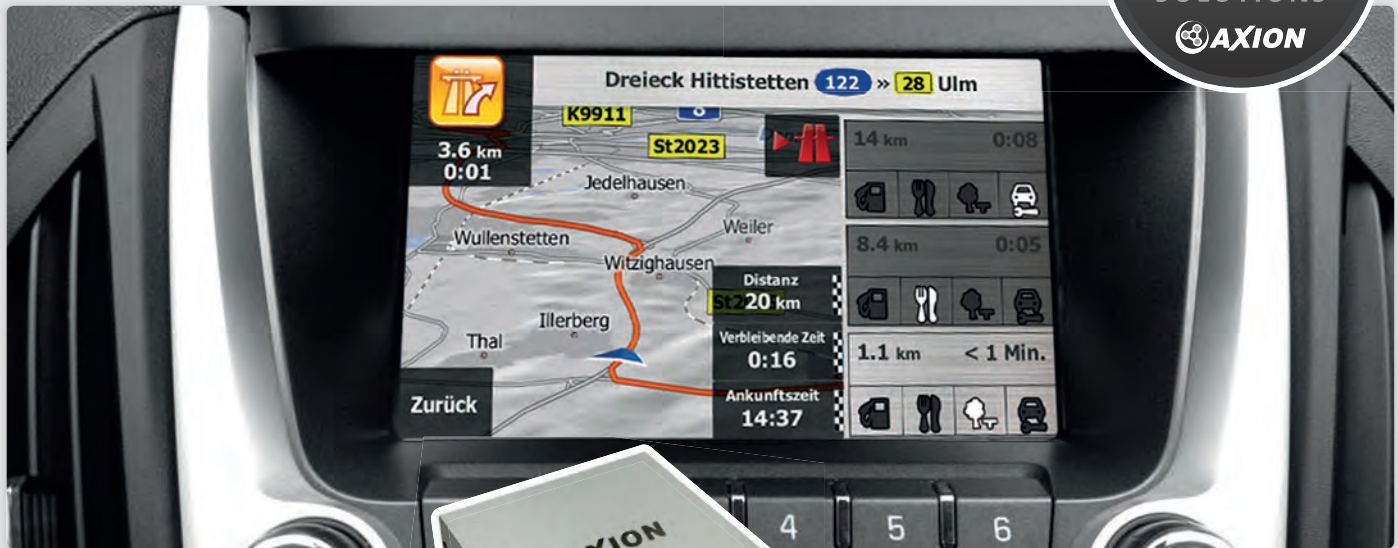 SOLUTIONS
AXION
Dreieck Hittistetten 122 » 28 Ulm
3.6 km
0:01
K9911
8
St2023
14 km 0:08
Jedelhausen
Weiler
Wullenstetten
8.4 km 0:05
Witzighausen
Distanz
20 km
Illerberg
Verbleibende Zeit
0:16
Thal
1.1 km < 1 Min.
Ankunftszeit
14:37
Zurück
AXION
4 5 6